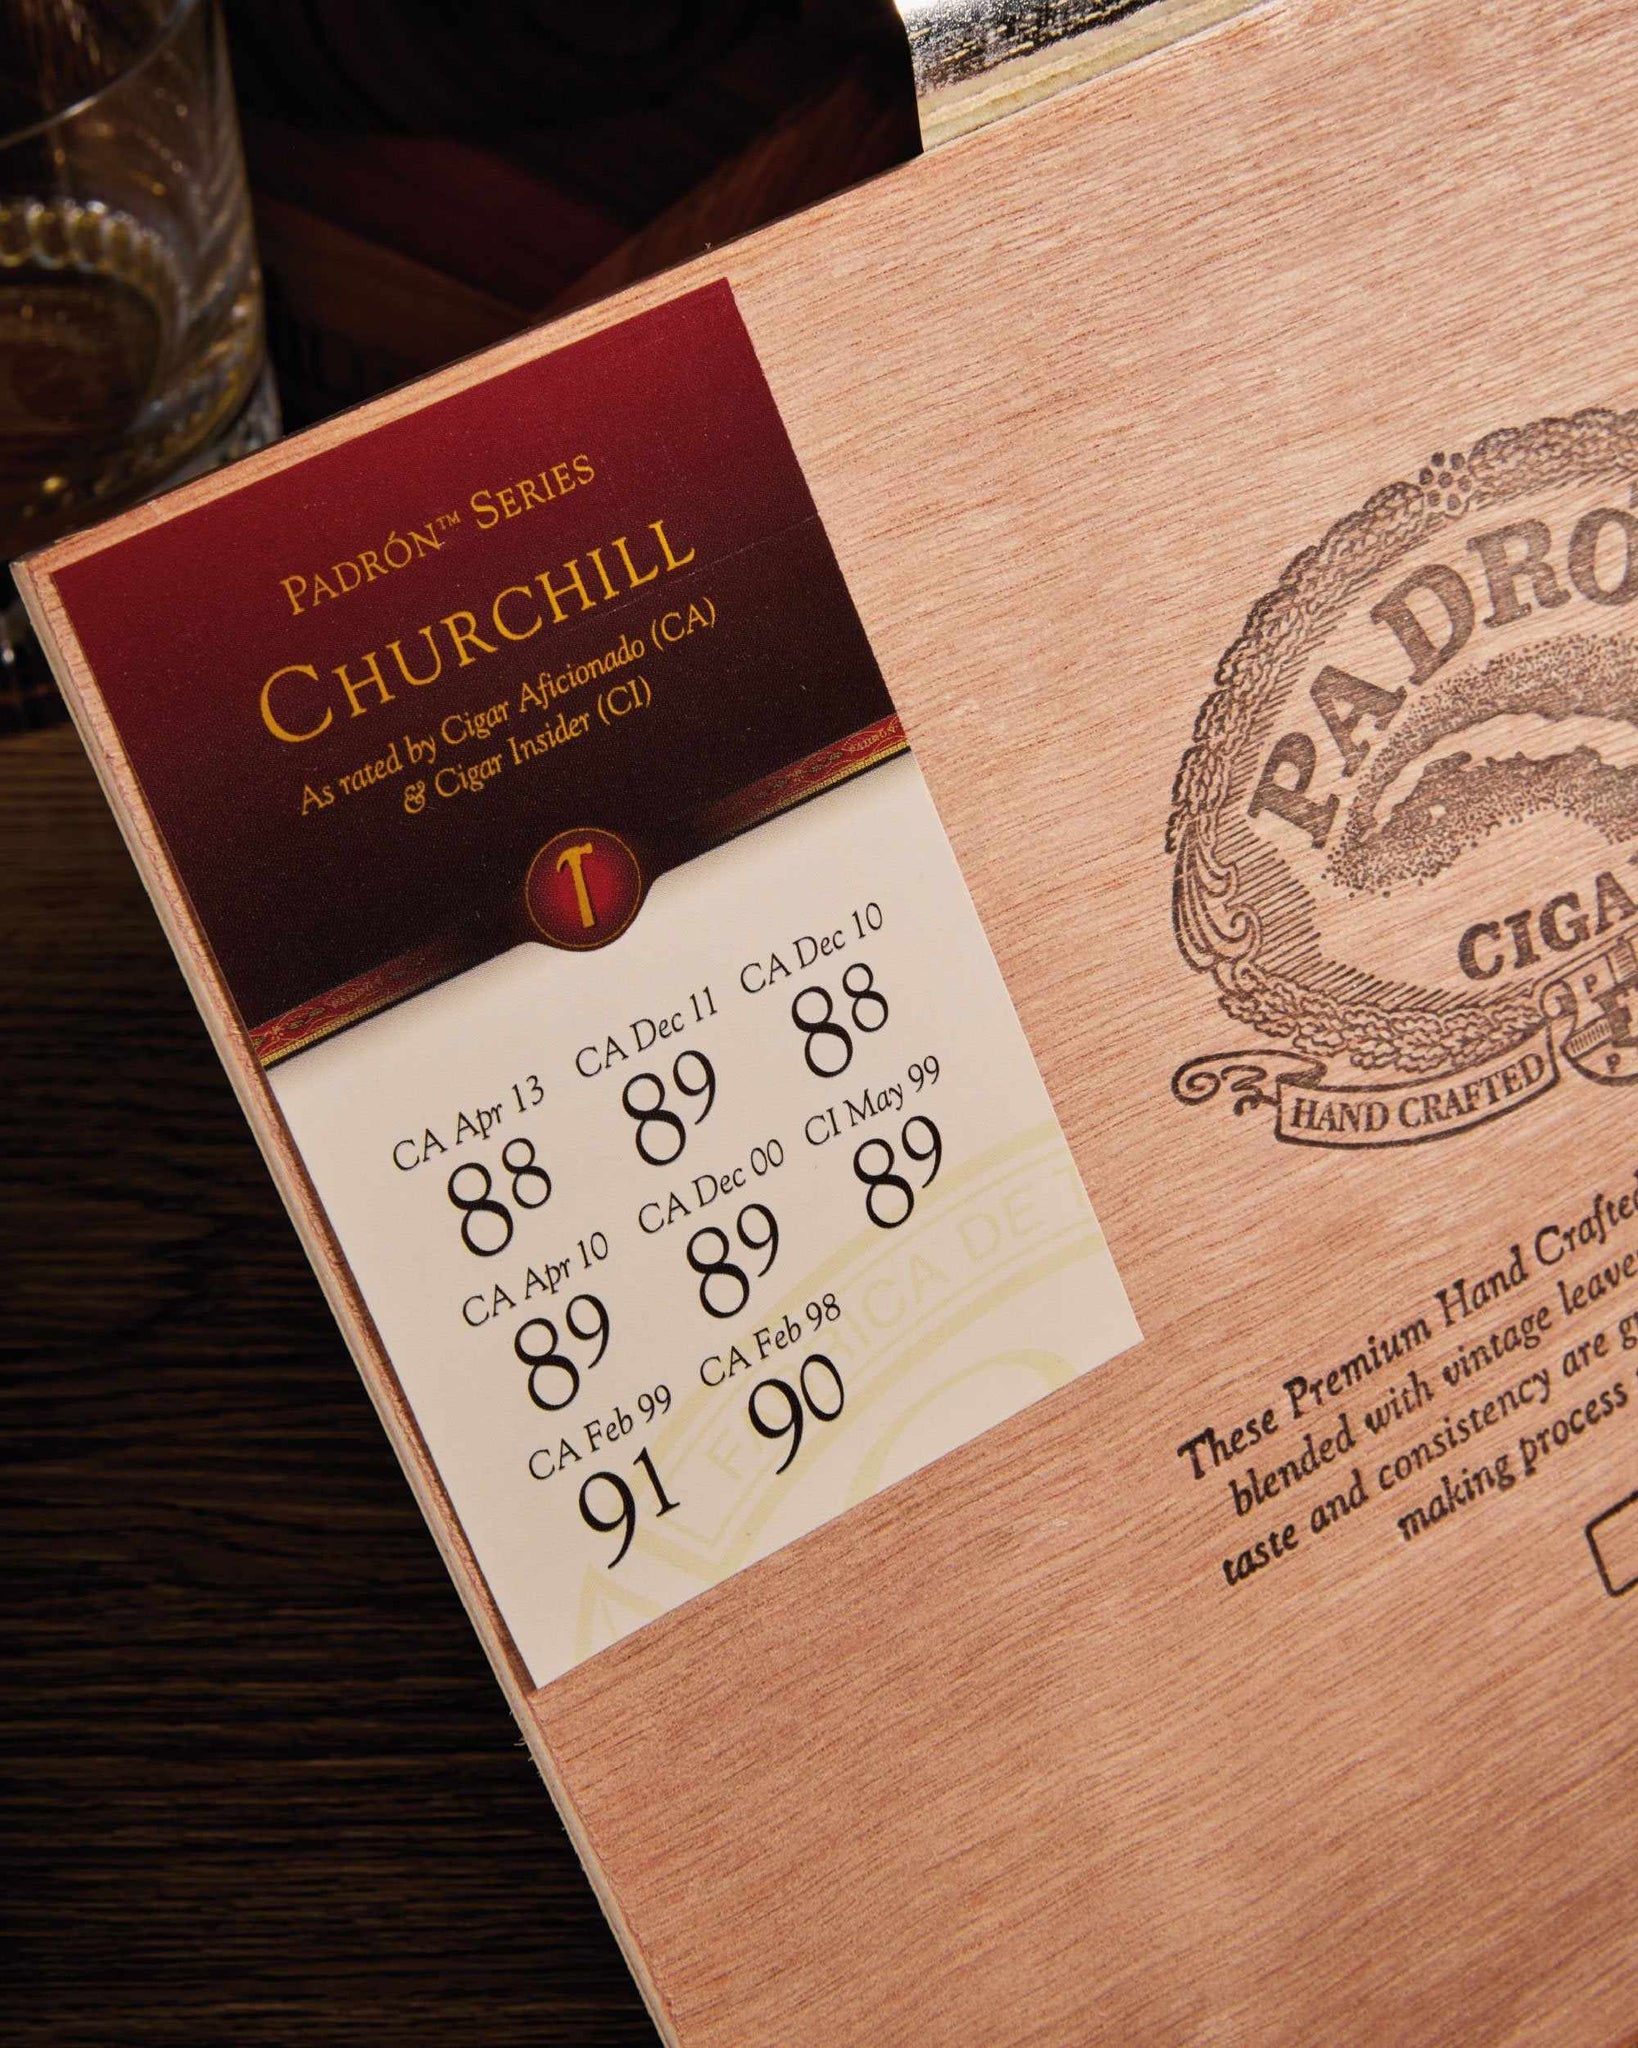 PADRÓN™ SERIES
CHURCHILL
As rated by Cigar Aficionado (CA)
& Cigar Insider (CI)
CA Apr 13 CA Dec 11 CA Dec 10
88 89 88
CA Apr 10 CA Dec 00 CI May 99
89 89 89
CA Feb 99 CA Feb 98
91 90
FABRICA DE
PADRÓN
HAND CRAFTED
These Premium Hand Crafted
blended with vintage
taste and consistency are
making process